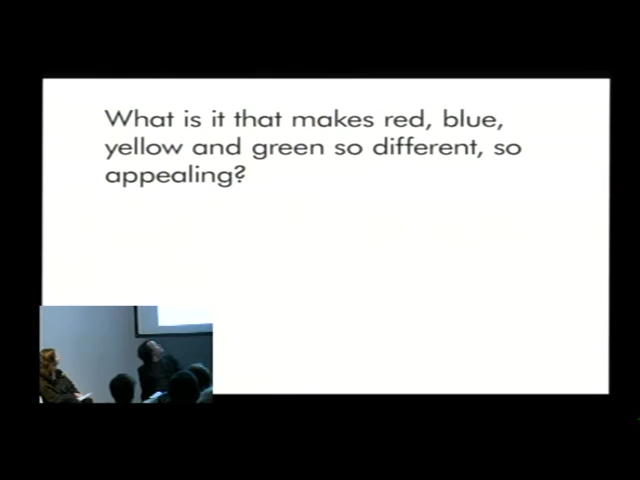 What is it that makes red, blue,
yellow and green so different, so
appealing?